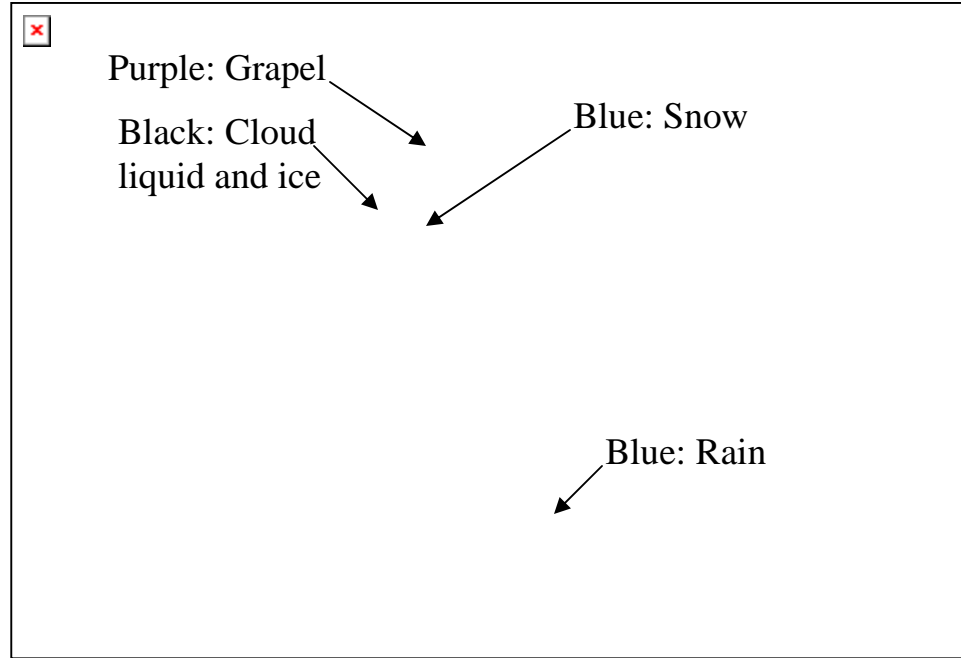 Purple: Grapel
Blue: Snow
Black: Cloud
liquid and ice
Blue: Rain